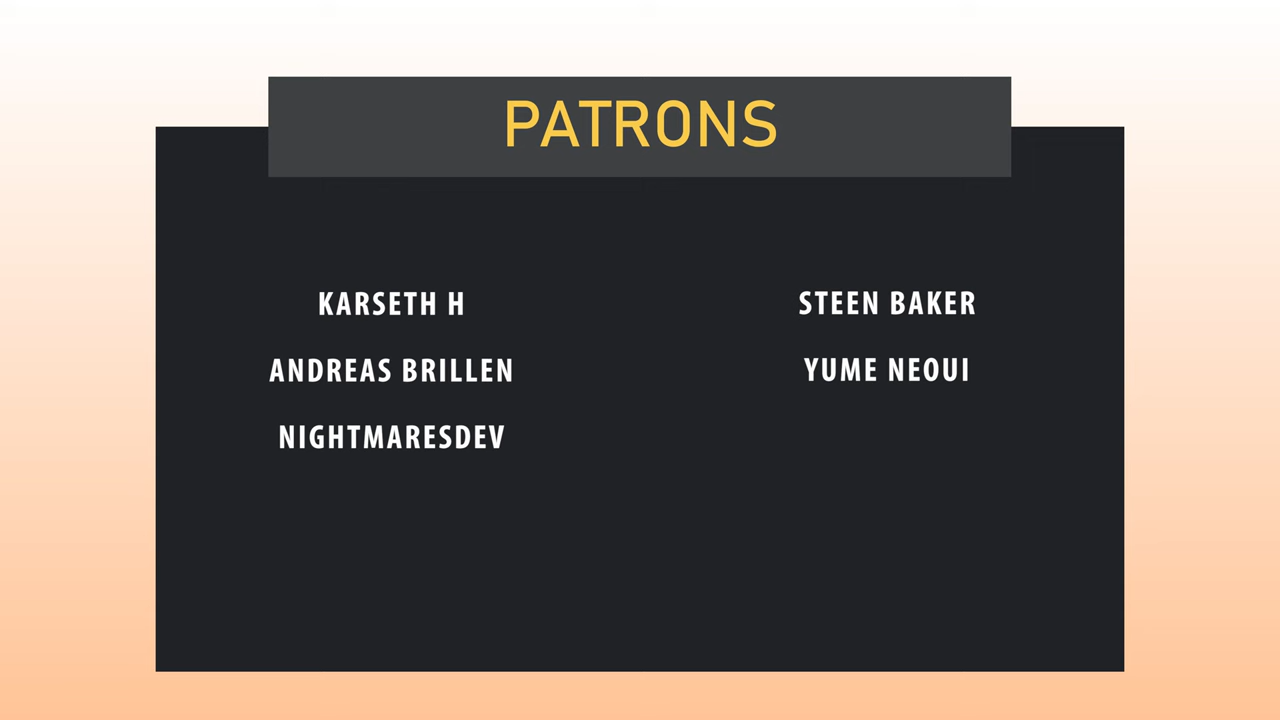 PATRONS
KARSETH H
ANDREAS BRILLEN
NIGHTMARESDEV
STEEN BAKER
YUME NEOUI